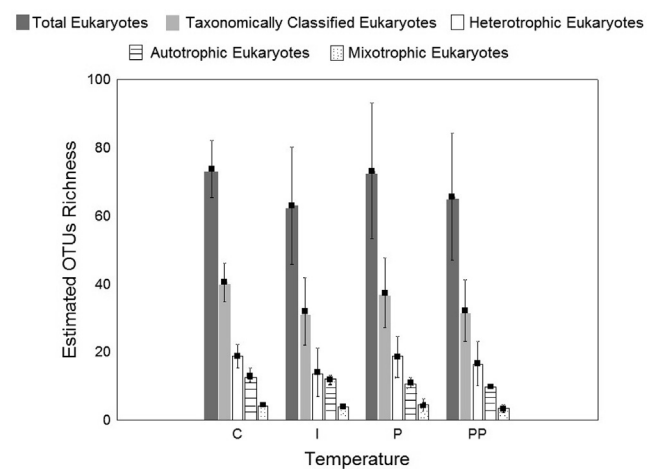 Total Eukaryotes Taxonomically Classified Eukaryotes Heterotrophic Eukaryotes
Autotrophic Eukaryotes Mixotrophic Eukaryotes
100
80
60
40
20
0
Estimated OTUs Richness
C I P PP
Temperature